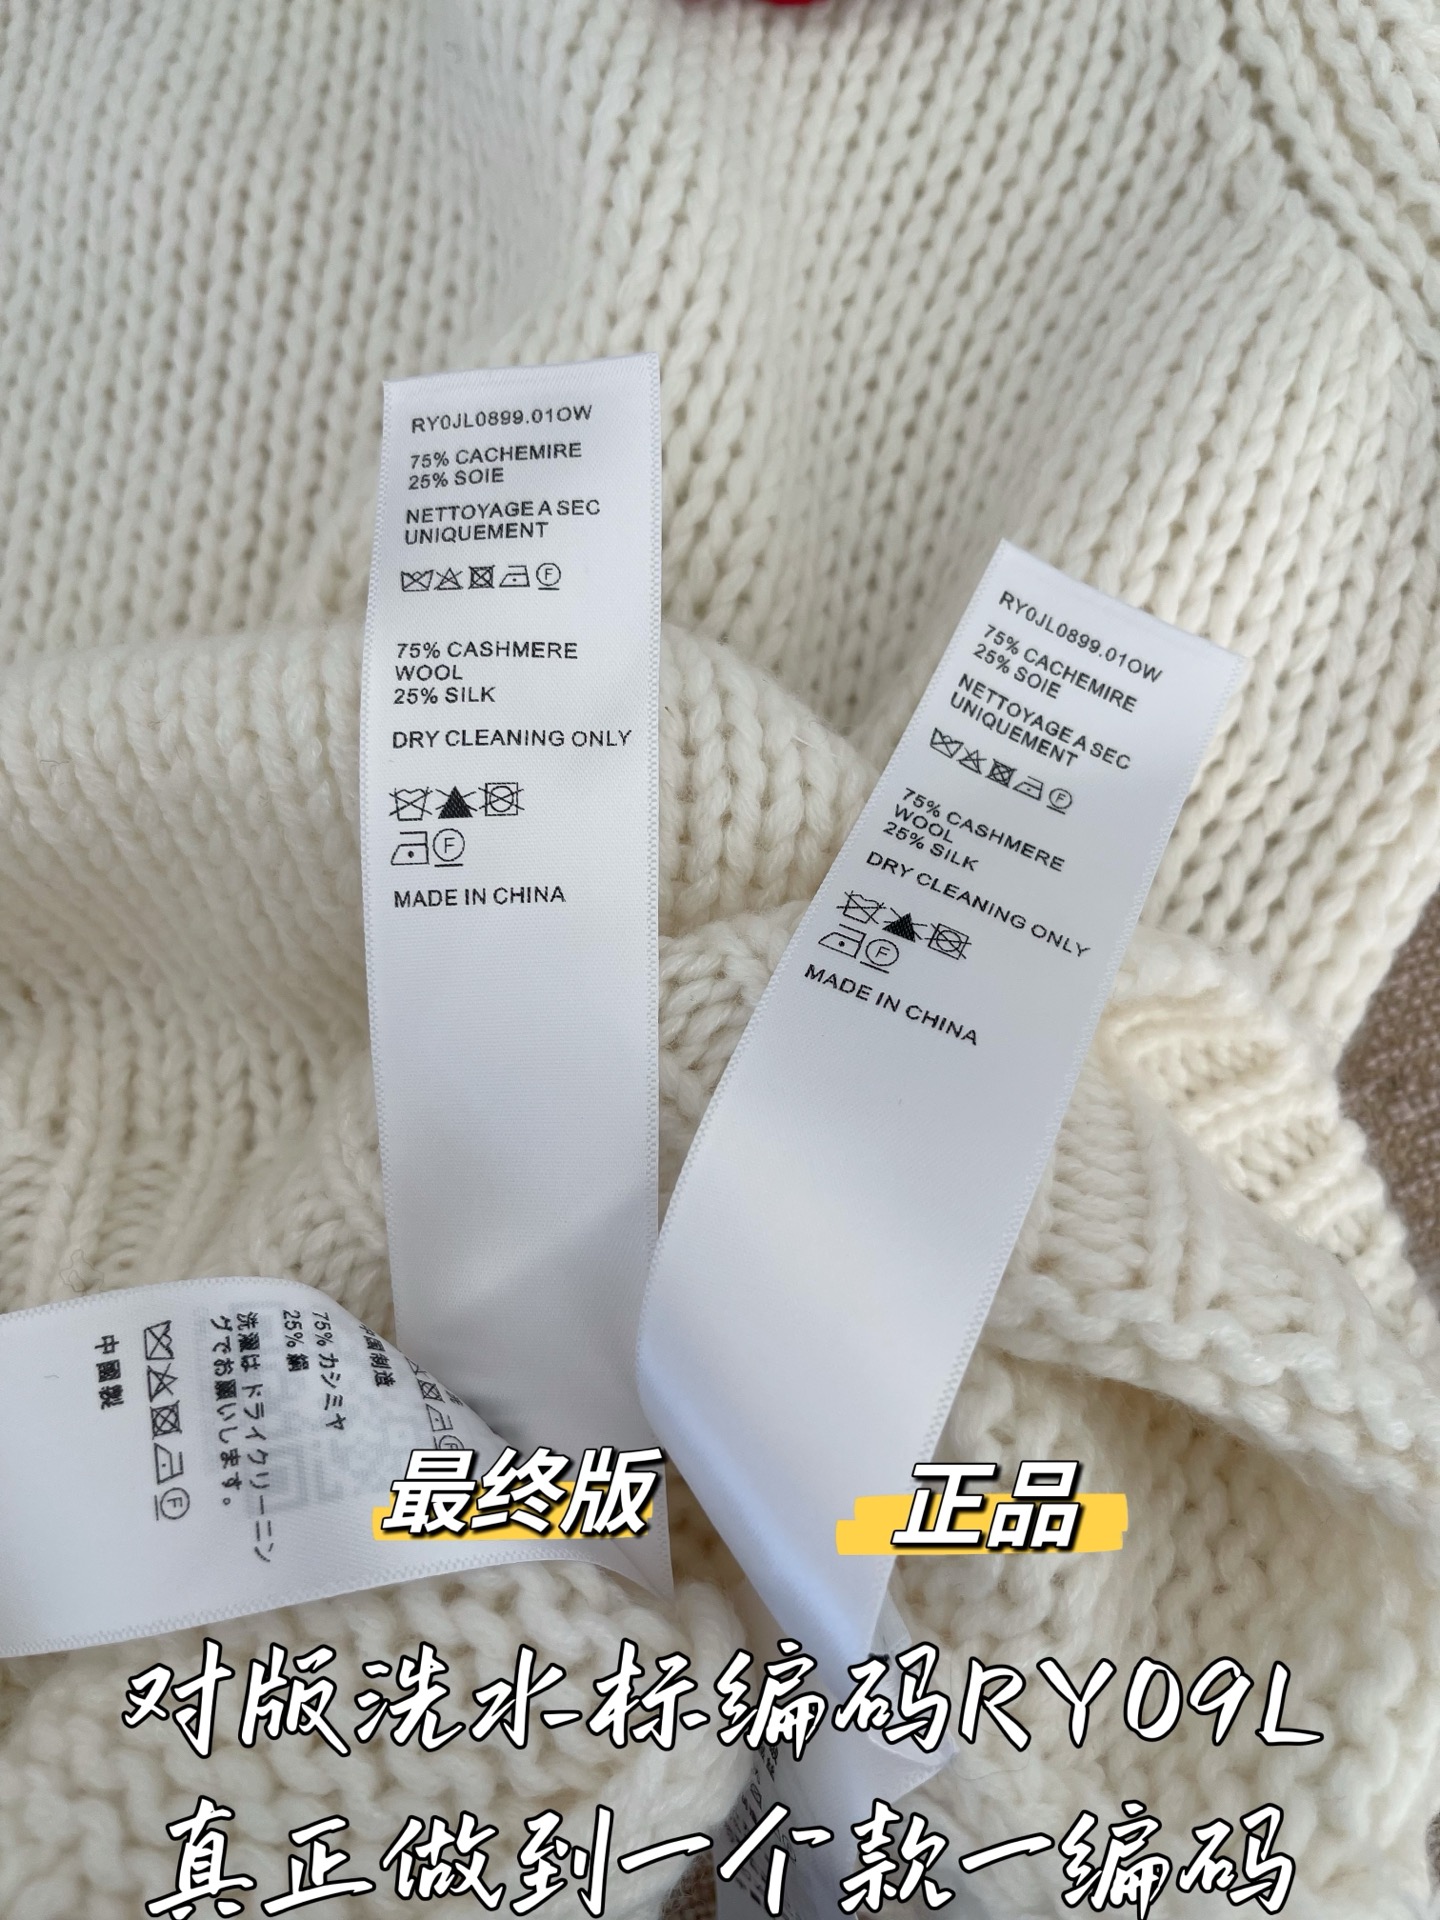 RY0JL0899.01OW
75% CACHEMIRE
25% SOIE
NETTOYAGE A SEC
UNIQUEMENT
F
75% CASHMERE
WOOL
25% SILK
DRY CLEANING ONLY
F
MADE IN CHINA
RY0JL0899.01OW
75% CACHEMIRE
25% SOIE
NETTOYAGE A SEC
UNIQUEMENT
F
75% CASHMERE
WOOL
25% SILK
DRY CLEANING ONLY
F
MADE IN CHINA
国制造
75% カシミヤ
25% 絹
洗濯は ドライクリーニン
グでお願いします。
F
中國製
最终版
正品
对版洗水标编码RY09L
真正做到一个款一编码